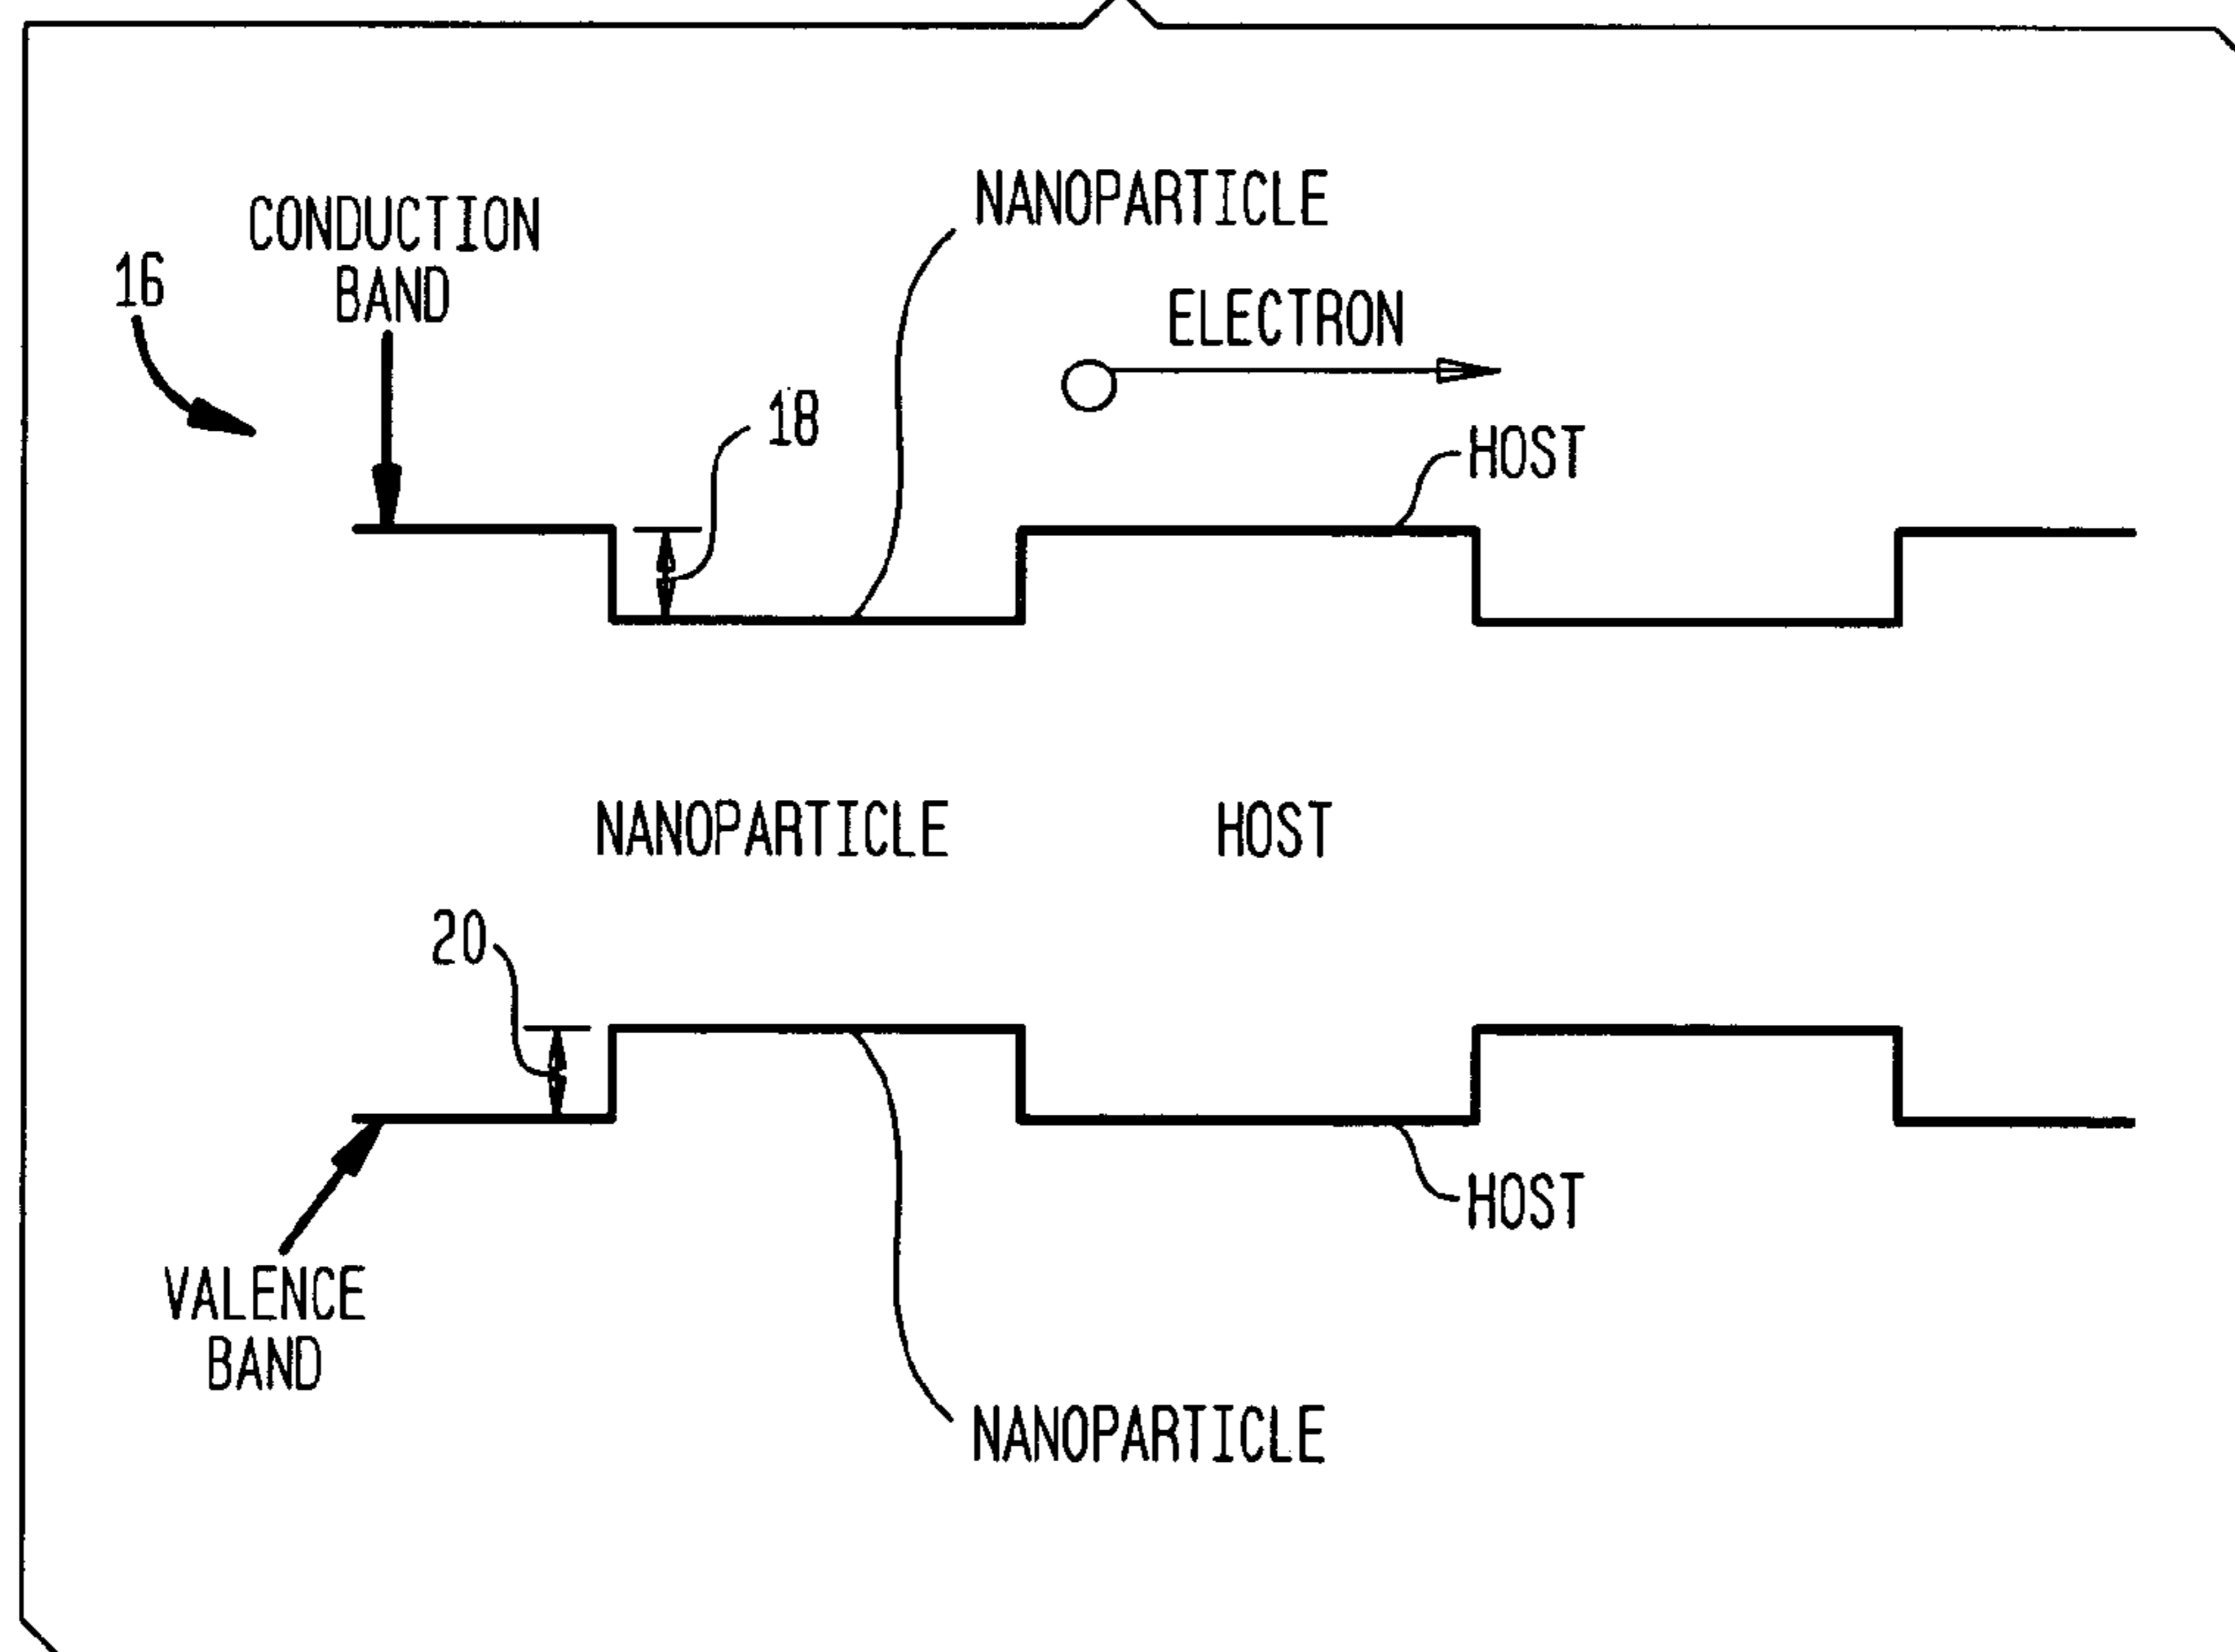 NANOPARTICLE
CONDUCTION
BAND
16
ELECTRON
18
HOST
NANOPARTICLE
HOST
20
HOST
VALENCE
BAND
NANOPARTICLE